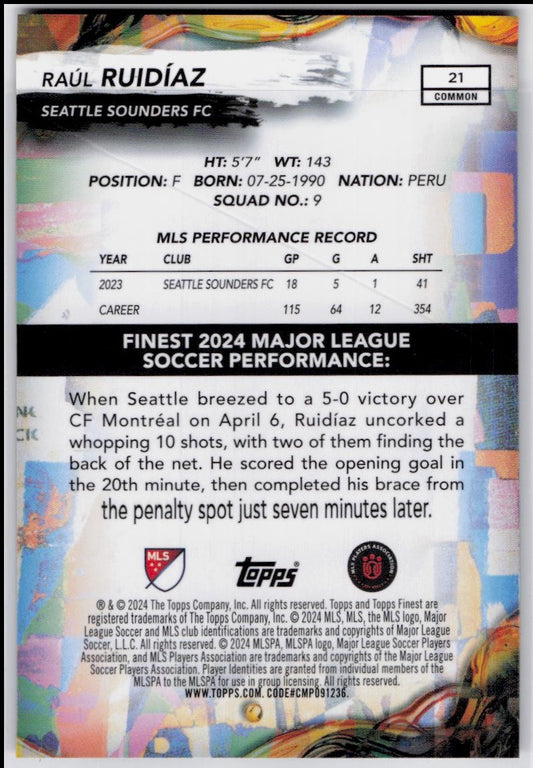 RAÚL RUIDÍAZ
SEATTLE SOUNDERS FC
21
COMMON
HT: 5'7" WT: 143
POSITION: F BORN: 07-25-1990 NATION: PERU
SQUAD NO.: 9
MLS PERFORMANCE RECORD
YEAR CLUB GP G A SHT
2023 SEATTLE SOUNDERS FC 18 5 1 41
CAREER 115 64 12 354
FINEST 2024 MAJOR LEAGUE
SOCCER PERFORMANCE:
When Seattle breezed to a 5-0 victory over
CF Montréal on April 6, Ruidíaz uncorked a
whopping 10 shots, with two of them finding the
back of the net. He scored the opening goal in
the 20th minute, then completed his brace from
the penalty spot just seven minutes later.
MLS
TOPPS
MLS PLAYERS ASSOCIATION
® & © 2024 The Topps Company, Inc. All rights reserved. Topps and Topps Finest are
registered trademarks of The Topps Company, Inc. © 2024 MLS, MLS, the MLS logo, Major
League Soccer and MLS club identifications are trademarks and copyrights of Major League
Soccer, L.L.C. All rights reserved. © 2024 MLSPA, MLSPA logo, Major League Soccer Players
Association, and MLS Players Association are trademarks and copyrights of the Major League
Soccer Players Association. Player Identities are granted from individual members of the
MLSPA to the MLSPA for use in group licensing. All rights reserved.
WWW.TOPPS.COM. CODE#CMP091236.